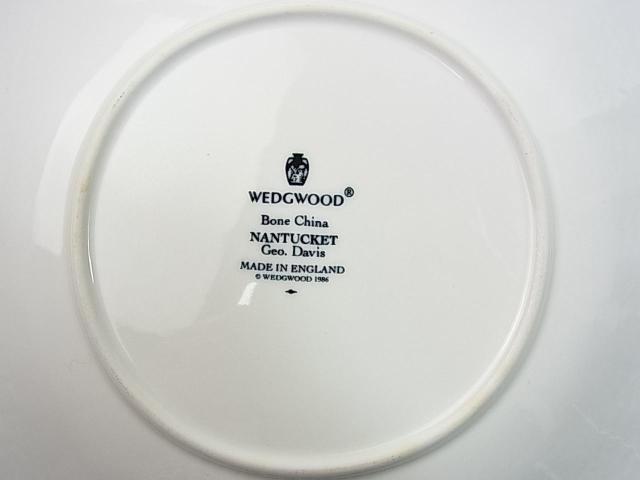 WEDGWOOD®
Bone China
NANTUCKET
Geo. Davis
MADE IN ENGLAND
© WEDGWOOD 1986